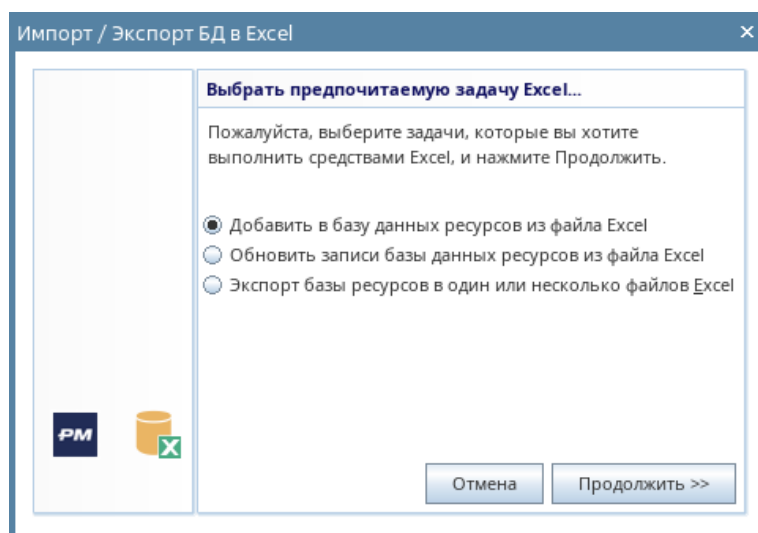 Импорт / Экспорт БД в Excel
Выбрать предпочитаемую задачу Excel...
Пожалуйста, выберите задачи, которые вы хотите
выполнить средствами Excel, и нажмите Продолжить.
Добавить в базу данных ресурсов из файла Excel
Обновить записи базы данных ресурсов из файла Excel
Экспорт базы ресурсов в один или несколько файлов Excel
PM
X
Отмена
Продолжить >>